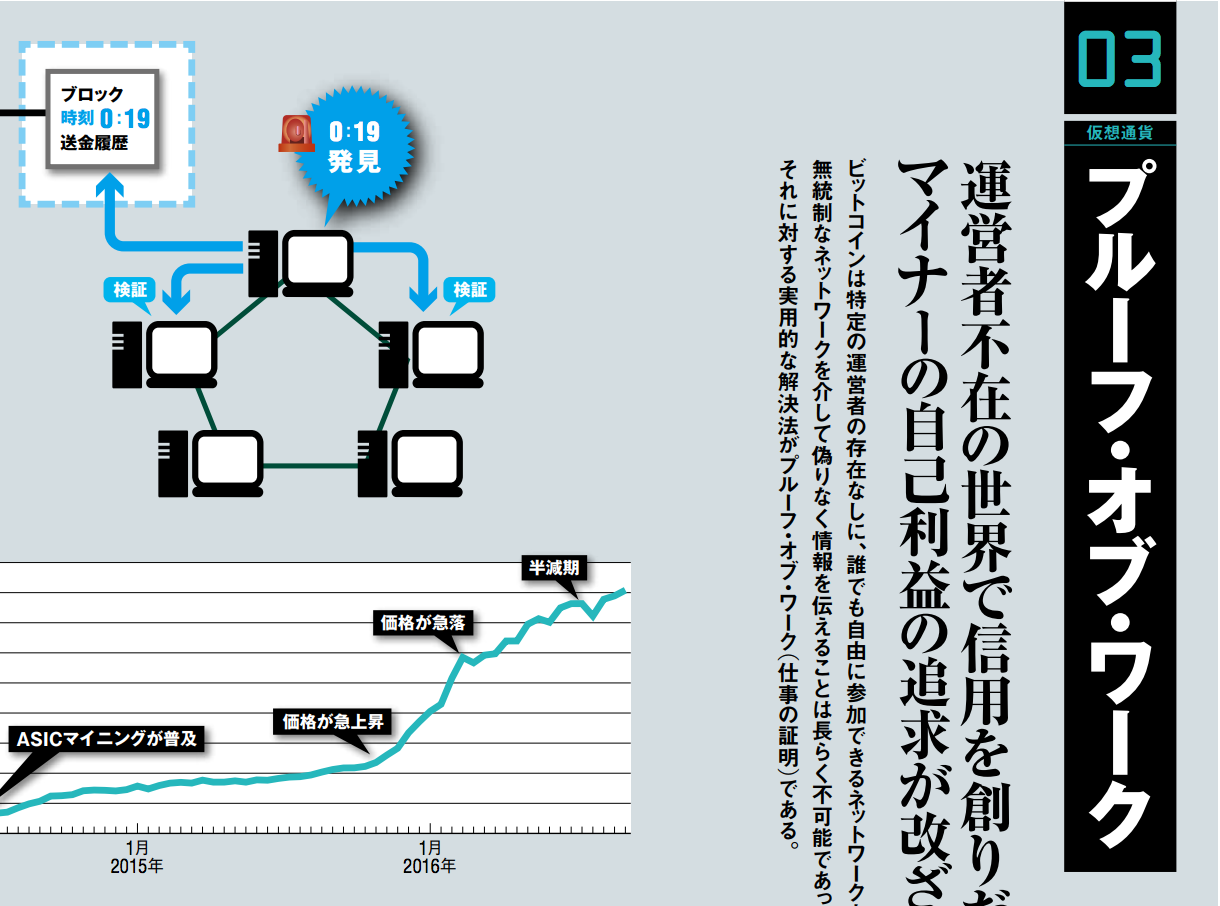 03
仮想通貨
プルーフ・オブ・ワーク
運営者不在の世界で信用を創りだ
マイナーの自己利益の追求が改ざ
ビットコインは特定の運営者の存在なしに、誰でも自由に参加できるネットワーク
無統制なネットワークを介して偽りなく情報を伝えることは長らく不可能であっ
それに対する実用的な解決法がプルーフ・オブ・ワーク(仕事の証明)である。
ブロック
時刻 0:19
送金履歴
0:19
発見
検証
検証
半減期
価格が急落
価格が急上昇
ASICマイニングが普及
1月
2015年
1月
2016年